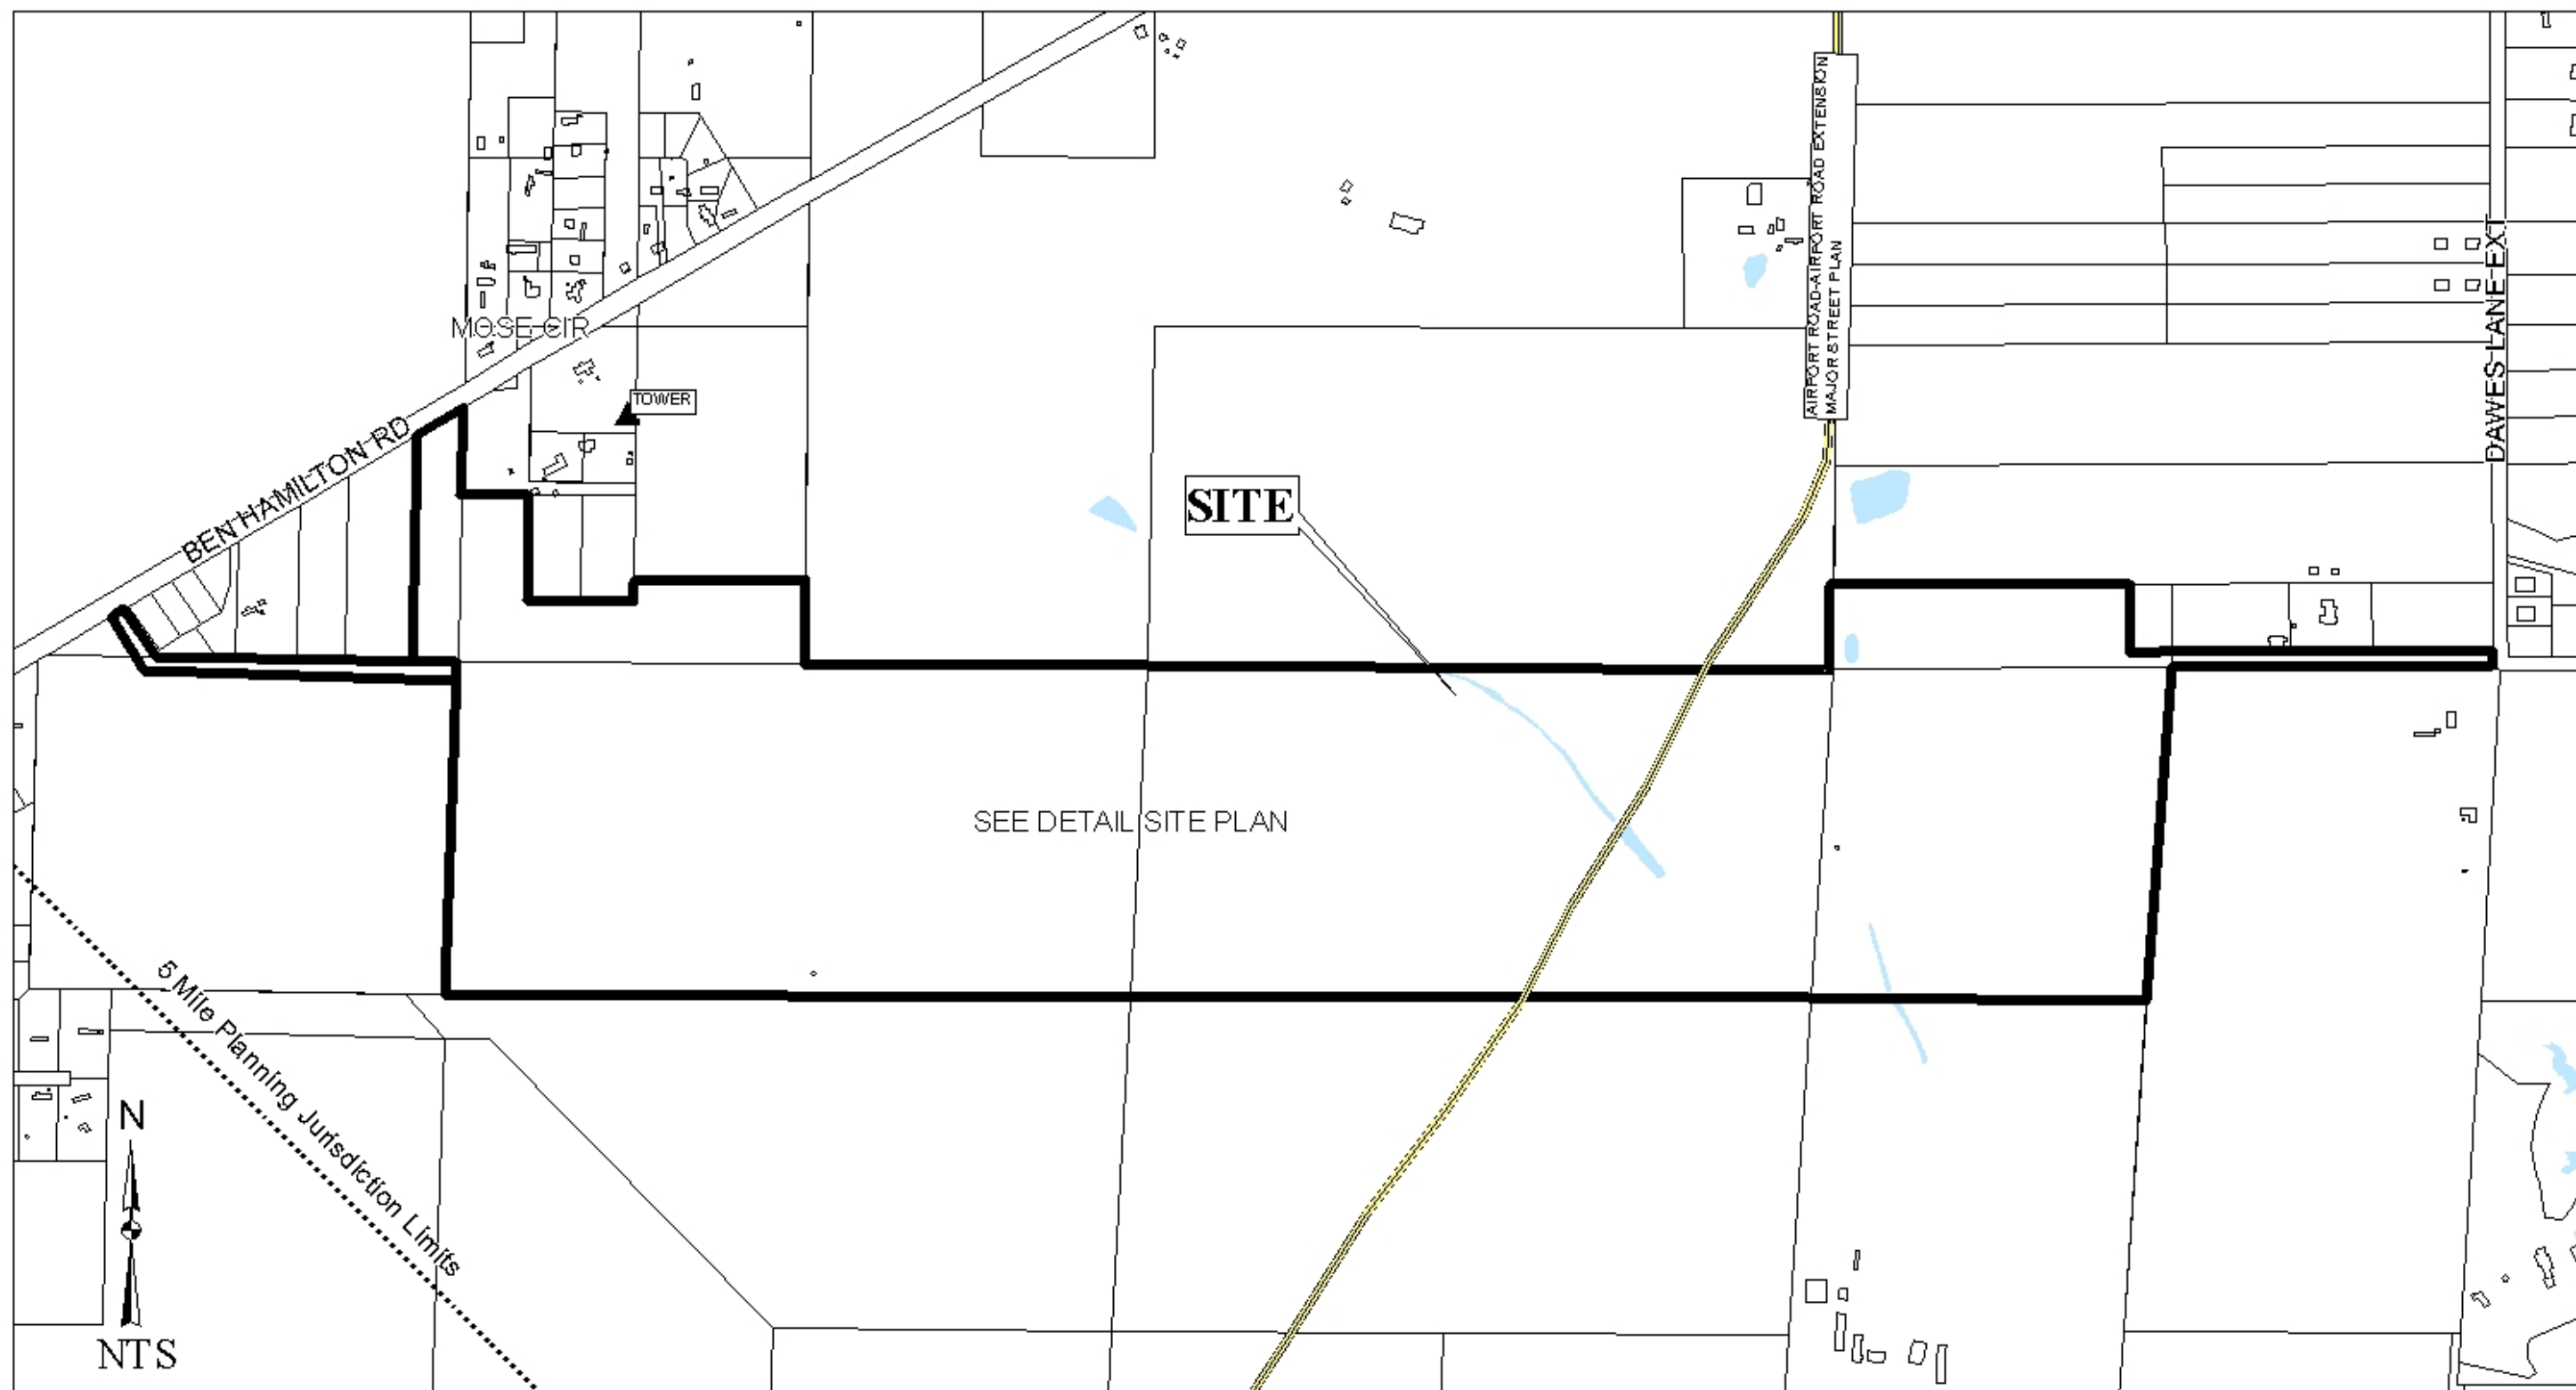 AIRPORT ROAD-AIRPORT ROAD EXTENSION
MAJOR STREET PLAN
DAWES LANE EXT
MOSE CIR
TOWER
BEN HAMILTON RD
SITE
SEE DETAIL SITE PLAN
5 Mile Planning Jurisdiction Limits
N
NTS